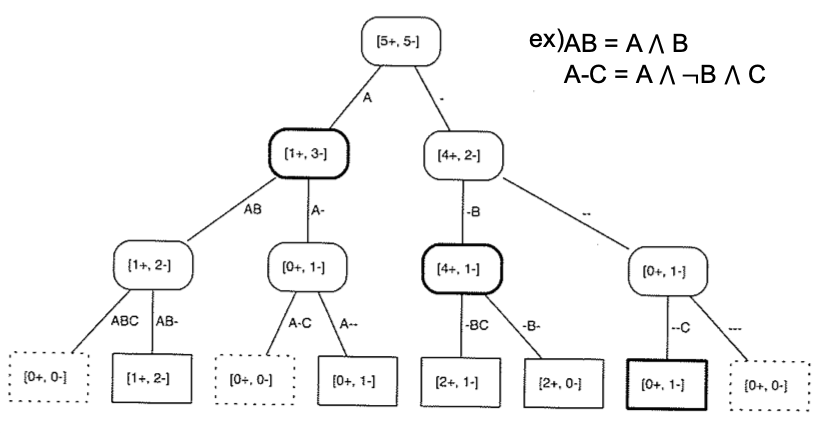 [5+, 5-]
ex)AB = A ∧ B
A-C = A ∧ ¬B ∧ C
A
-
[1+, 3-]
[4+, 2-]
AB
A-
-B
--
[1+, 2-]
[0+, 1-]
[4+, 1-]
[0+, 1-]
ABC
AB-
A-C
A--
-BC
-B-
--C
---
[0+, 0-]
[1+, 2-]
[0+, 0-]
[0+, 1-]
[2+, 1-]
[2+, 0-]
[0+, 1-]
[0+, 0-]